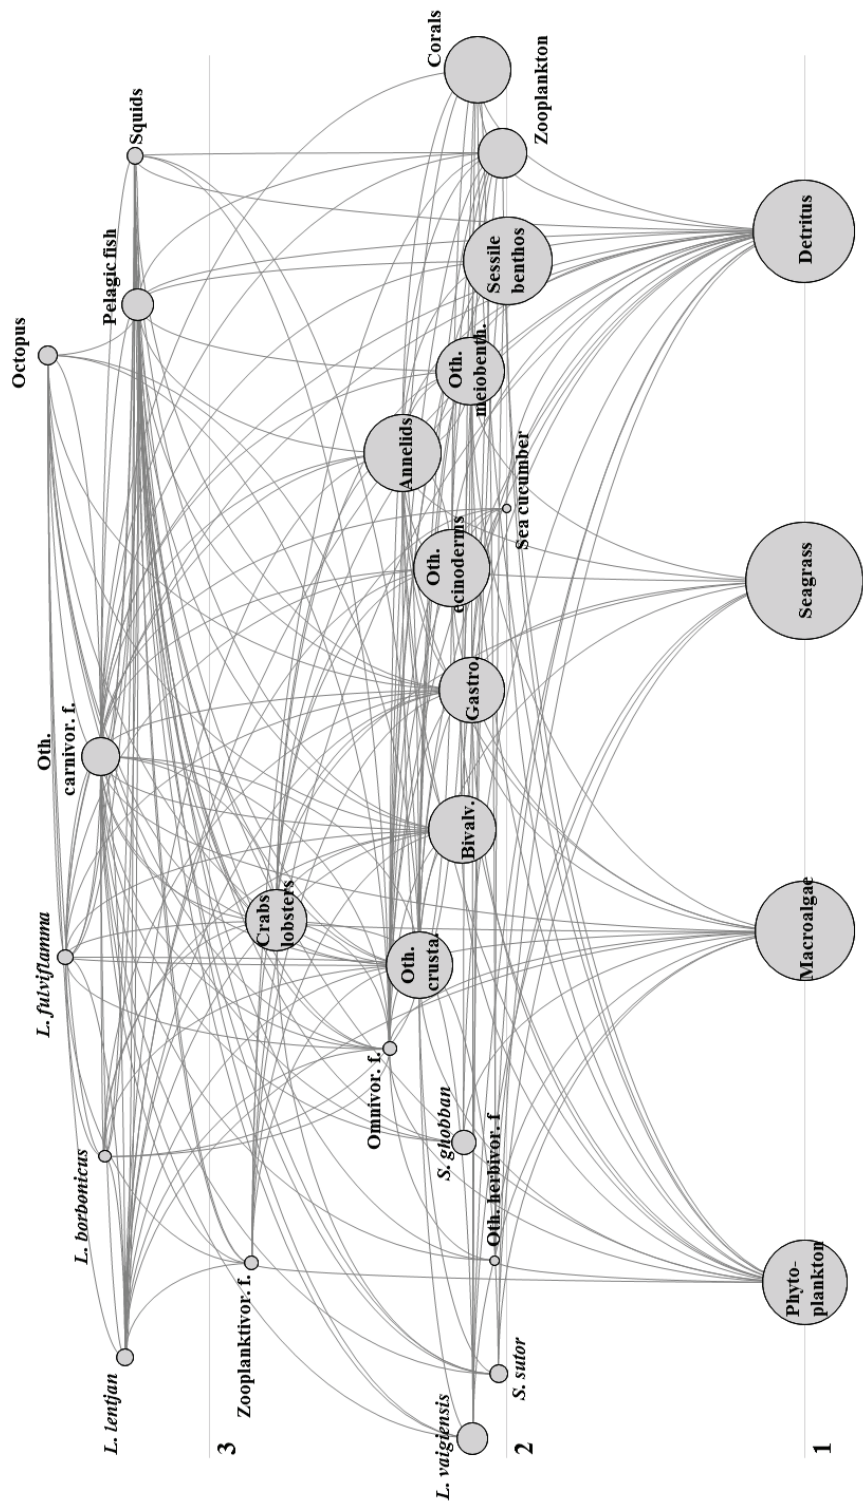 Octopus
L. fulviflamma
Oth.
carnivor. f.
L. borbonicus
L. lentjan
Pelagic fish
Squids
3
Zooplanktivor. f.
Crabs
lobsters
Omnivor. f.
Oth.
crusta.
Annelids
L. vaigiensis
S. ghobban
Bivalv.
Gastro.
Oth.
ecinoderms
Oth.
meiobenth.
Corals
2
S. sutor
Oth. herbivor. f
Sea cucumber
Sessile
benthos
Zooplankton
1
Phyto-
plankton
Macroalgae
Seagrass
Detritus